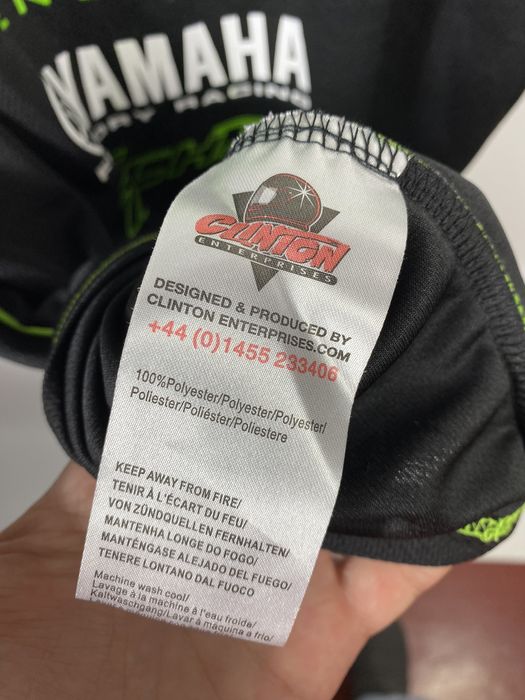 YAMAHA
RACING
CLINTON
ENTERPRISES
DESIGNED & PRODUCED BY
CLINTON ENTERPRISES.COM
+44 (0)1455 233406
100%Polyester/Polyester/Polyester/
Poliester/Poliéster/Poliestere
KEEP AWAY FROM FIRE/
TENIR À L'ÉCART DU FEU/
VON ZÜNDQUELLEN FERNHALTEN/
MANTENHA LONGE DO FOGO/
MANTÉNGASE ALEJADO DEL FUEGO/
TENERE LONTANO DAL FUOCO
Machine wash cool/
Lavage à la machine à l'eau froide/
Kaltwaschgang/Lavar à maquina a frio/